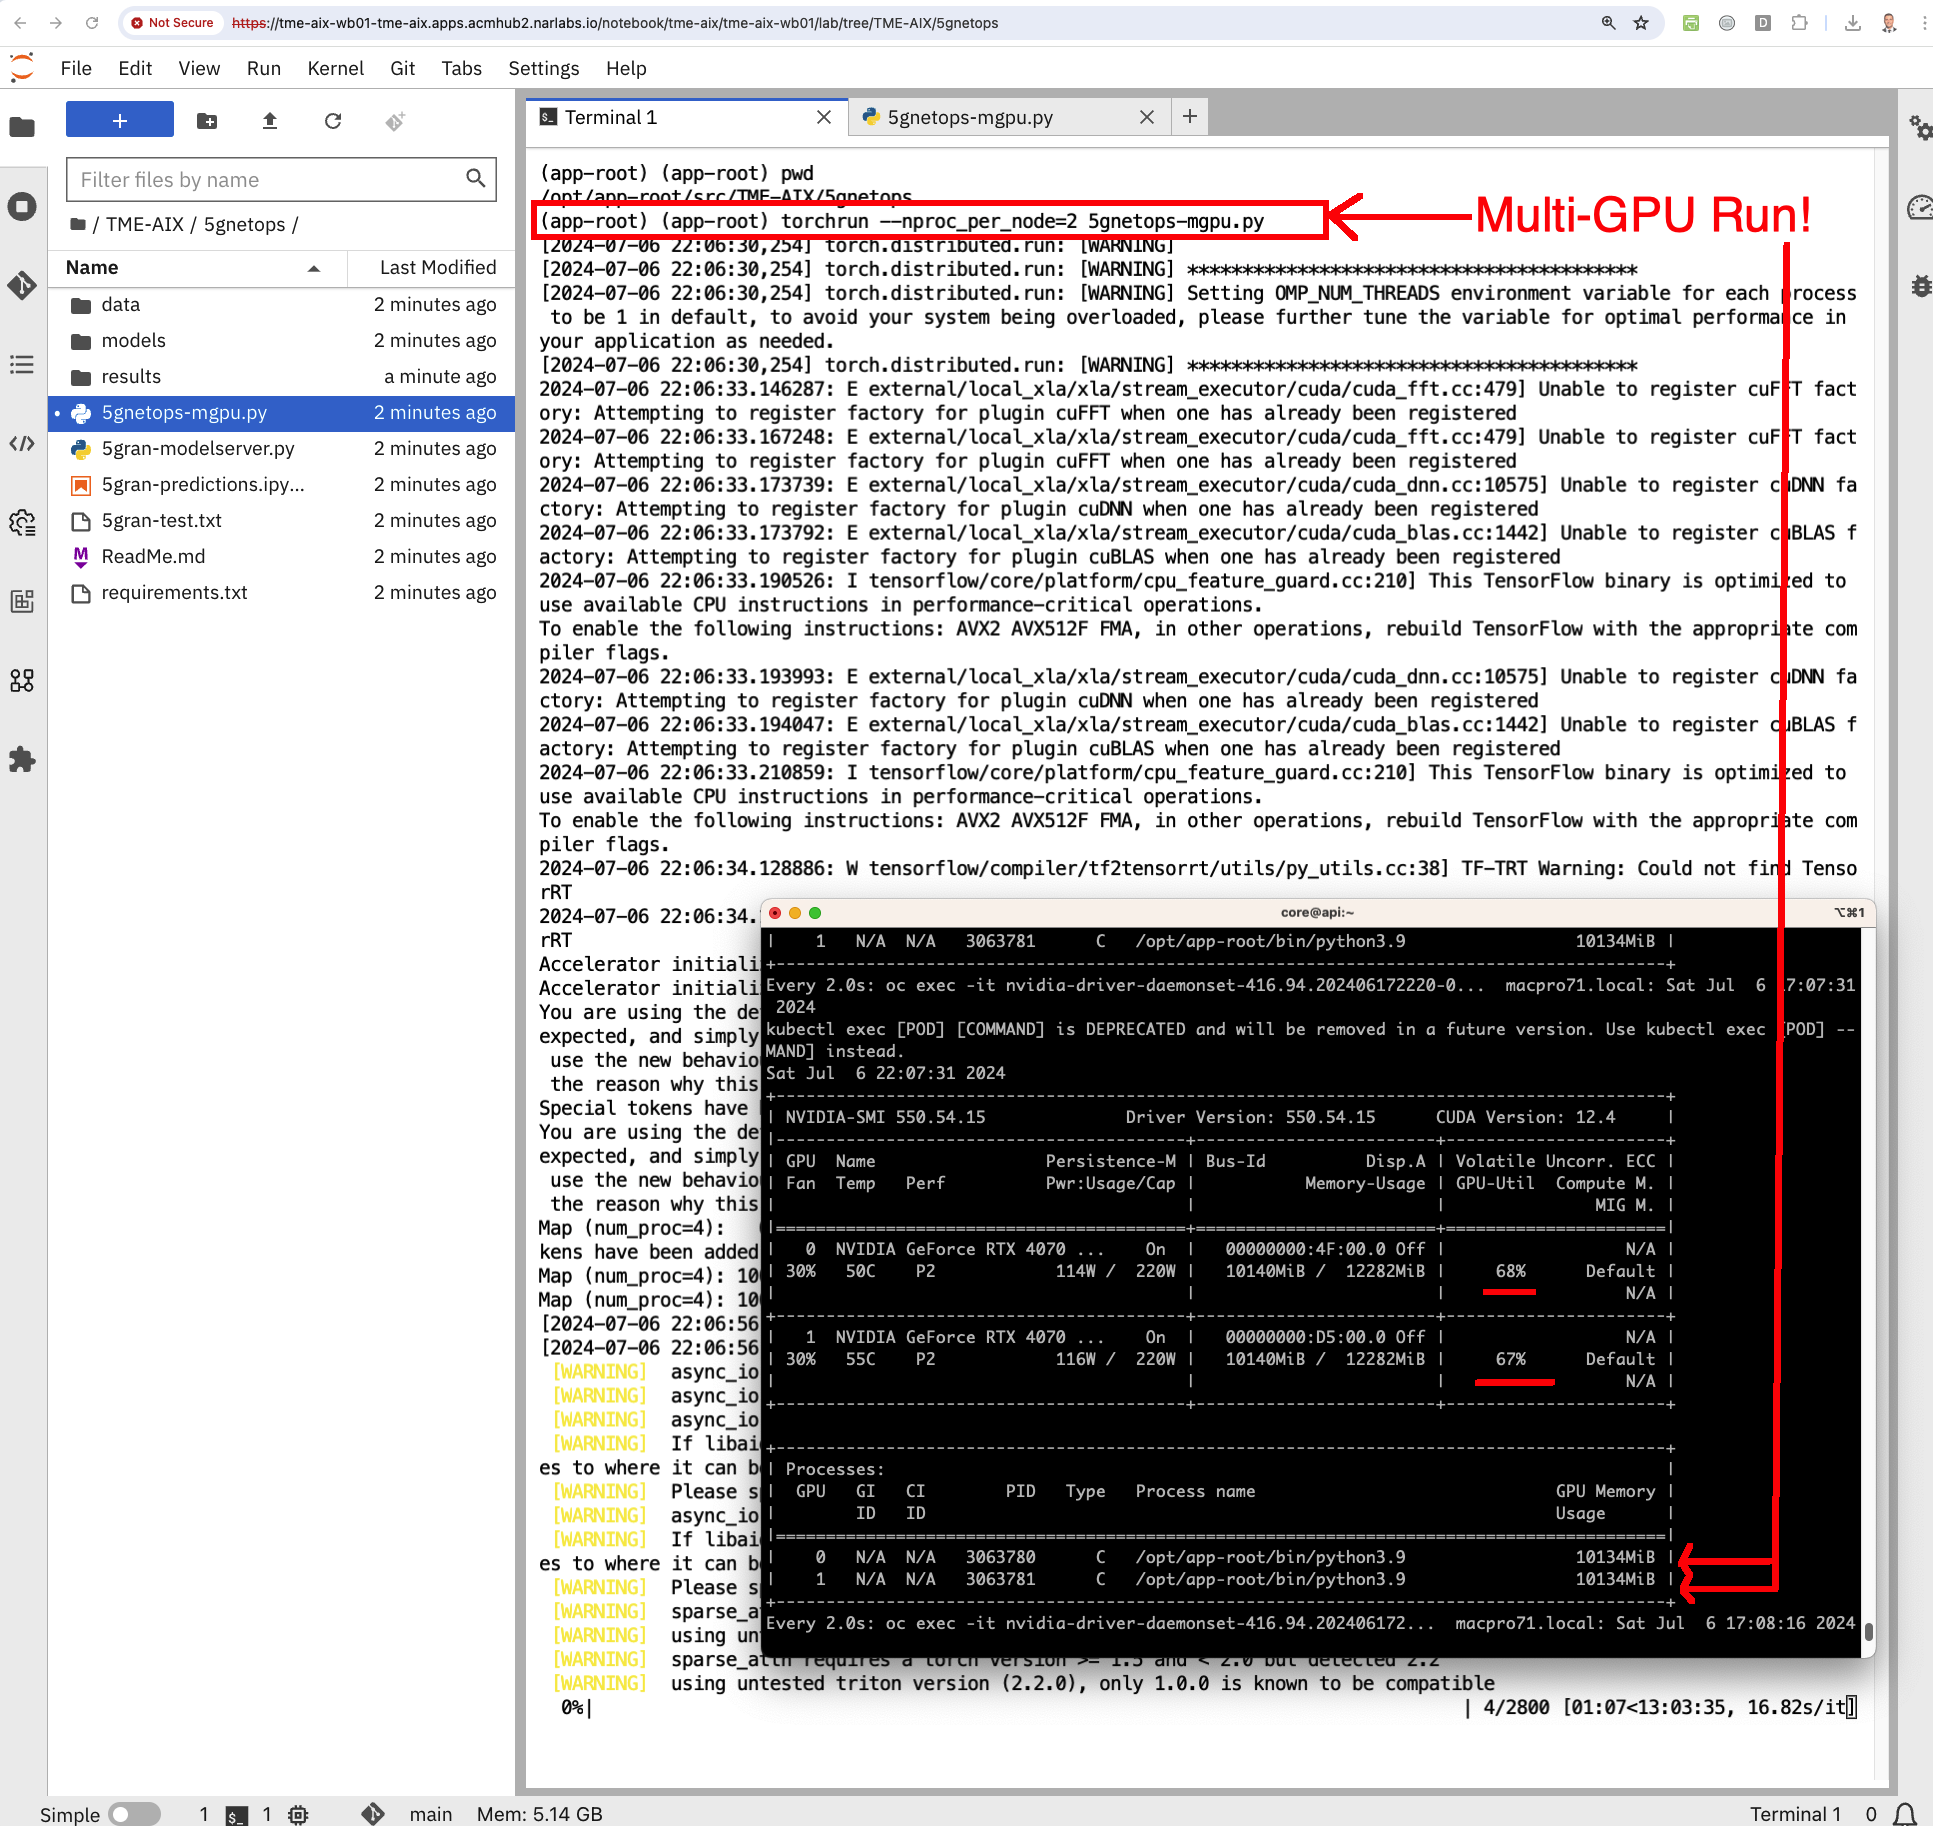 Not Secure https://tme-aix-wb01-tme-aix.apps.acmhub2.narlabs.io/notebook/tme-aix/tme-aix-wb01/lab/tree/TME-AIX/5gnetops
File Edit View Run Kernel Git Tabs Settings Help
+
Filter files by name
/ TME-AIX / 5gnetops /
Name Last Modified
data 2 minutes ago
models 2 minutes ago
results a minute ago
5gnetops-mgpu.py 2 minutes ago
5gran-modelserver.py 2 minutes ago
5gran-predictions.ipy... 2 minutes ago
5gran-test.txt 2 minutes ago
ReadMe.md 2 minutes ago
requirements.txt 2 minutes ago
Terminal 1
5gnetops-mgpu.py
(app-root) (app-root) pwd
/opt/app-root/src/TME-AIX/5gnetops
(app-root) (app-root) torchrun --nproc_per_node=2 5gnetops-mgpu.py
Multi-GPU Run!
[2024-07-06 22:06:30,254] torch.distributed.run: [WARNING]
[2024-07-06 22:06:30,254] torch.distributed.run: [WARNING] *****************************************
[2024-07-06 22:06:30,254] torch.distributed.run: [WARNING] Setting OMP_NUM_THREADS environment variable for each process
to be 1 in default, to avoid your system being overloaded, please further tune the variable for optimal performance in
your application as needed.
[2024-07-06 22:06:30,254] torch.distributed.run: [WARNING] *****************************************
2024-07-06 22:06:33.146287: E external/local_xla/xla/stream_executor/cuda/cuda_fft.cc:479] Unable to register cuFFT fact
ory: Attempting to register factory for plugin cuFFT when one has already been registered
2024-07-06 22:06:33.167248: E external/local_xla/xla/stream_executor/cuda/cuda_fft.cc:479] Unable to register cuFFT fact
ory: Attempting to register factory for plugin cuFFT when one has already been registered
2024-07-06 22:06:33.173739: E external/local_xla/xla/stream_executor/cuda/cuda_dnn.cc:10575] Unable to register cuDNN fa
ctory: Attempting to register factory for plugin cuDNN when one has already been registered
2024-07-06 22:06:33.173792: E external/local_xla/xla/stream_executor/cuda/cuda_blas.cc:1442] Unable to register cuBLAS f
actory: Attempting to register factory for plugin cuBLAS when one has already been registered
2024-07-06 22:06:33.190526: I tensorflow/core/platform/cpu_feature_guard.cc:210] This TensorFlow binary is optimized to
use available CPU instructions in performance-critical operations.
To enable the following instructions: AVX2 AVX512F FMA, in other operations, rebuild TensorFlow with the appropriate com
piler flags.
2024-07-06 22:06:33.193993: E external/local_xla/xla/stream_executor/cuda/cuda_dnn.cc:10575] Unable to register cuDNN fa
ctory: Attempting to register factory for plugin cuDNN when one has already been registered
2024-07-06 22:06:33.194047: E external/local_xla/xla/stream_executor/cuda/cuda_blas.cc:1442] Unable to register cuBLAS f
actory: Attempting to register factory for plugin cuBLAS when one has already been registered
2024-07-06 22:06:33.210859: I tensorflow/core/platform/cpu_feature_guard.cc:210] This TensorFlow binary is optimized to
use available CPU instructions in performance-critical operations.
To enable the following instructions: AVX2 AVX512F FMA, in other operations, rebuild TensorFlow with the appropriate com
piler flags.
2024-07-06 22:06:34.128886: W tensorflow/compiler/tf2tensorrt/utils/py_utils.cc:38] TF-TRT Warning: Could not find Tenso
rRT
2024-07-06 22:06:34.
rRT
Accelerator initiali
Accelerator initiali
You are using the de
expected, and simply
use the new behavio
the reason why this
Special tokens have
You are using the de
expected, and simply
use the new behavio
the reason why this
Map (num_proc=4):
kens have been added
Map (num_proc=4): 10
Map (num_proc=4): 10
[2024-07-06 22:06:56
[2024-07-06 22:06:56
[WARNING] async_io
[WARNING] async_io
[WARNING] async_io
[WARNING] If libai
es to where it can b
[WARNING] Please s
[WARNING] async_io
[WARNING] If libai
es to where it can b
[WARNING] Please s
[WARNING] sparse_a
[WARNING] using un
[WARNING] sparse_attn requires a torch version >= 1.5 and < 2.0 but detected 2.2
[WARNING] using untested triton version (2.2.0), only 1.0.0 is known to be compatible
0%| | 4/2800 [01:07<13:03:35, 16.82s/it]
core@api:~ ⌥⌘1
| 1 N/A N/A 3063781 C /opt/app-root/bin/python3.9 10134MiB |
Every 2.0s: oc exec -it nvidia-driver-daemonset-416.94.202406172220-0... macpro71.local: Sat Jul 6 17:07:31
2024
kubectl exec [POD] [COMMAND] is DEPRECATED and will be removed in a future version. Use kubectl exec [POD] --
MAND] instead.
Sat Jul 6 22:07:31 2024
| NVIDIA-SMI 550.54.15 Driver Version: 550.54.15 CUDA Version: 12.4 |
| GPU Name Persistence-M | Bus-Id Disp.A | Volatile Uncorr. ECC |
| Fan Temp Perf Pwr:Usage/Cap | Memory-Usage | GPU-Util Compute M. |
| | | MIG M. |
| 0 NVIDIA GeForce RTX 4070 ... On | 00000000:4F:00.0 Off | N/A |
| 30% 50C P2 114W / 220W | 10140MiB / 12282MiB | 68% Default |
| | | N/A |
| 1 NVIDIA GeForce RTX 4070 ... On | 00000000:D5:00.0 Off | N/A |
| 30% 55C P2 116W / 220W | 10140MiB / 12282MiB | 67% Default |
| | | N/A |
| Processes: |
| GPU GI CI PID Type Process name GPU Memory |
| ID ID Usage |
| 0 N/A N/A 3063780 C /opt/app-root/bin/python3.9 10134MiB |
| 1 N/A N/A 3063781 C /opt/app-root/bin/python3.9 10134MiB |
Every 2.0s: oc exec -it nvidia-driver-daemonset-416.94.202406172... macpro71.local: Sat Jul 6 17:08:16 2024
Simple 1 1 main Mem: 5.14 GB Terminal 1 0